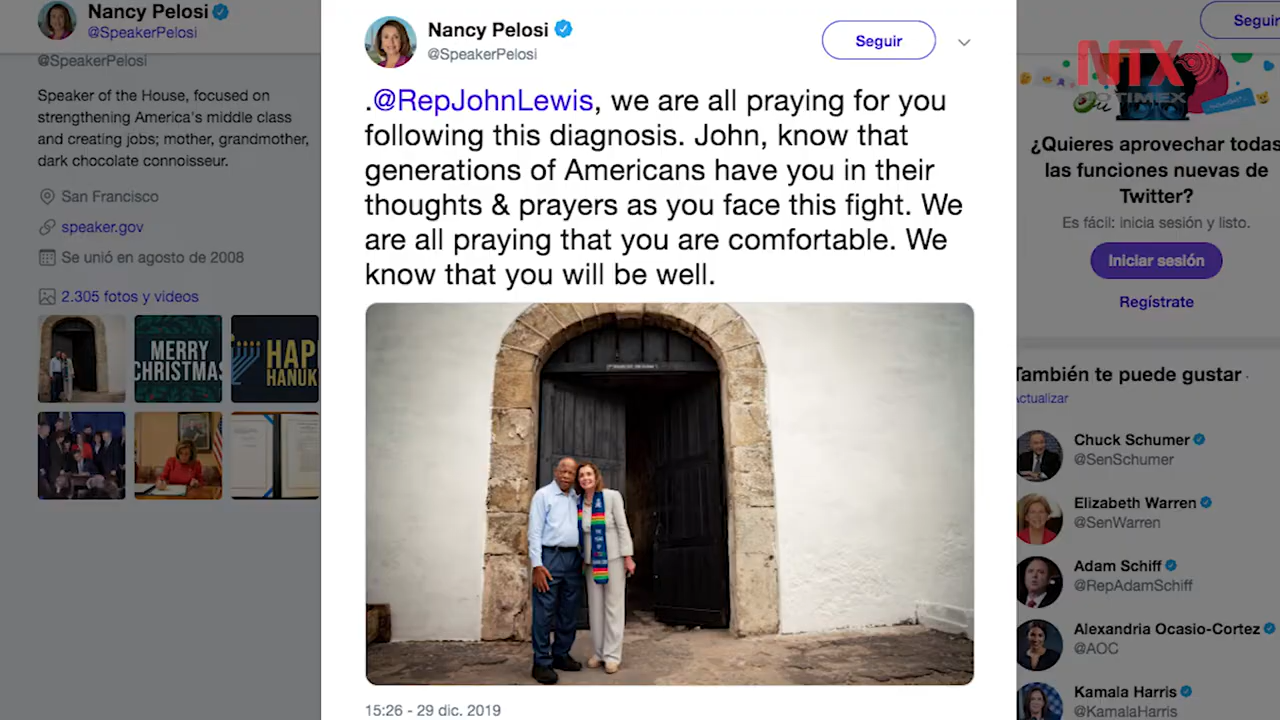 Nancy Pelosi
@SpeakerPelosi
@SpeakerPelosi
Speaker of the House, focused on
strengthening America's middle class
and creating jobs; mother, grandmother,
dark chocolate connoisseur.
San Francisco
speaker.gov
Se unió en agosto de 2008
2.305 fotos y videos
MERRY
CHRISTMAS
HAP
HANUK
Nancy Pelosi
@SpeakerPelosi
Seguir
.@RepJohnLewis, we are all praying for you
following this diagnosis. John, know that
generations of Americans have you in their
thoughts & prayers as you face this fight. We
are all praying that you are comfortable. We
know that you will be well.
15:26 - 29 dic. 2019
Seguir
NTX
NOTIMEX
¿Quieres aprovechar todas
las funciones nuevas de
Twitter?
Es fácil: inicia sesión y listo.
Iniciar sesión
Regístrate
También te puede gustar ·
Actualizar
Chuck Schumer
@SenSchumer
Elizabeth Warren
@SenWarren
Adam Schiff
@RepAdamSchiff
Alexandria Ocasio-Cortez
@AOC
Kamala Harris
@KamalaHarris